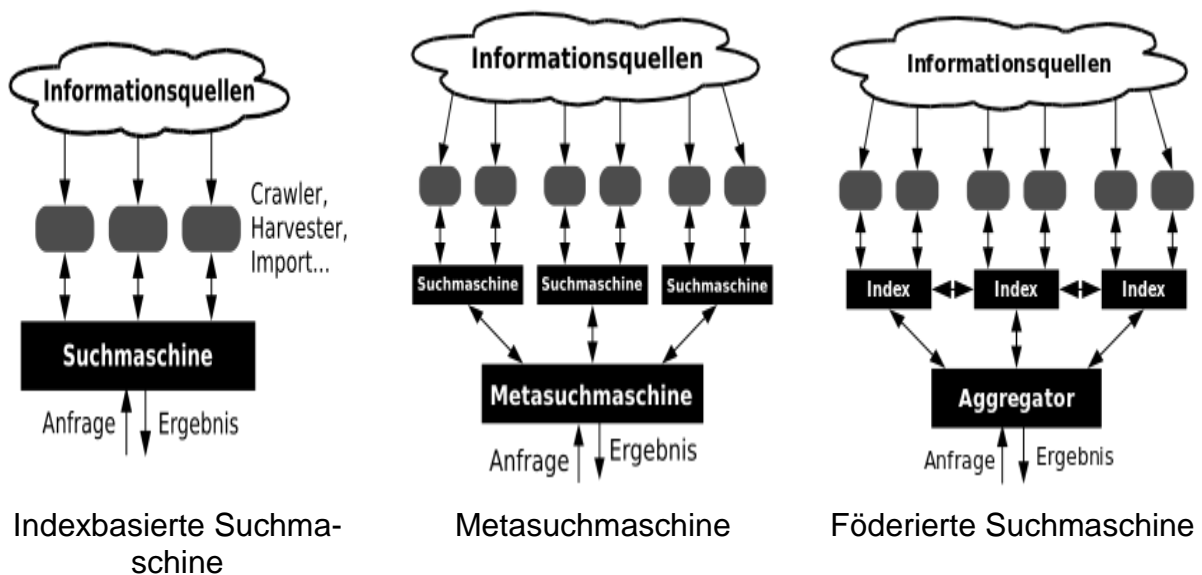 Informationsquellen
Crawler,
Harvester,
Import...
Suchmaschine
Anfrage
Ergebnis
Indexbasierte Suchma-
schine
Informationsquellen
Suchmaschine
Suchmaschine
Suchmaschine
Metasuchmaschine
Anfrage
Ergebnis
Metasuchmaschine
Informationsquellen
Index
Index
Index
Aggregator
Anfrage
Ergebnis
Föderierte Suchmaschine